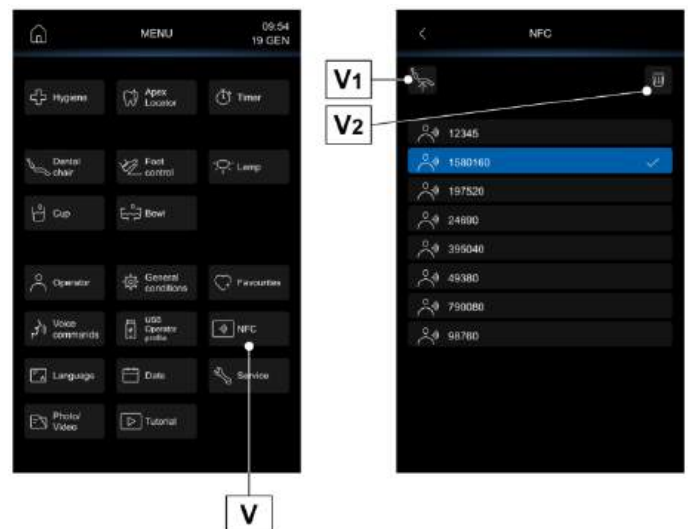 MENU
09:54
19 GEN
Hygiene
Apex
Locator
Timer
Dental
chair
Foot
control
Lamp
Cup
Bowl
Operator
General
conditions
Favourites
Voice
commands
USB
Operator
profile
NFC
Language
Date
Service
Photo/
Video
Tutorial
V
NFC
V1
V2
12345
1580160
197520
24690
395040
49380
790080
98760